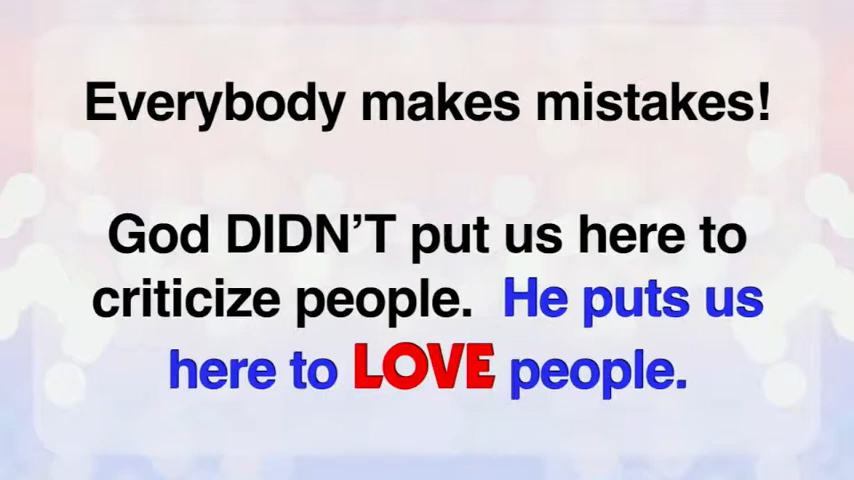 Everybody makes mistakes!
God DIDN’T put us here to
criticize people.  He puts us
here to LOVE people.